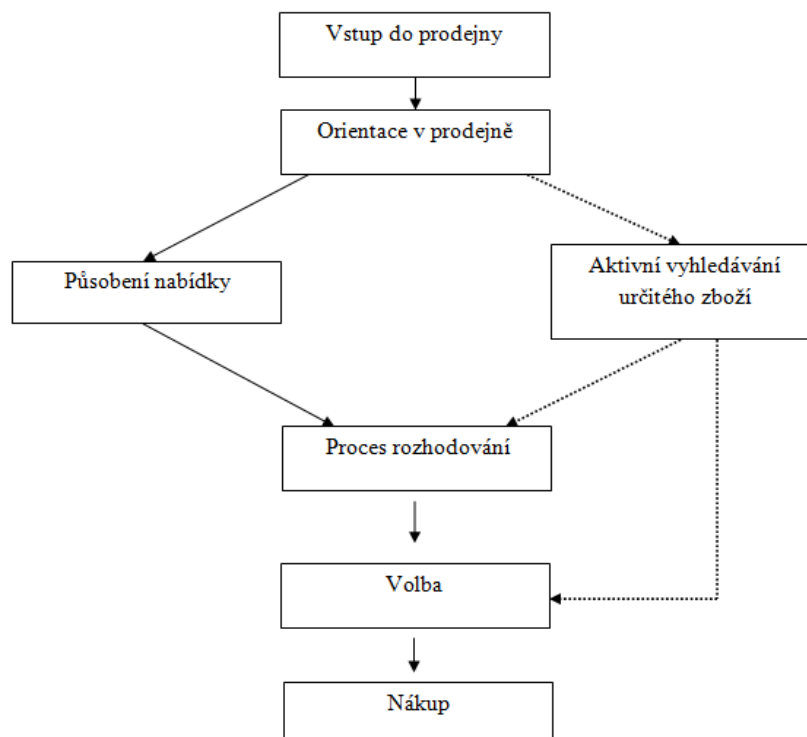 Vstup do prodejny
Orientace v prodejně
Působení nabídky
Aktivní vyhledávání
určitého zboží
Proces rozhodování
Volba
Nákup